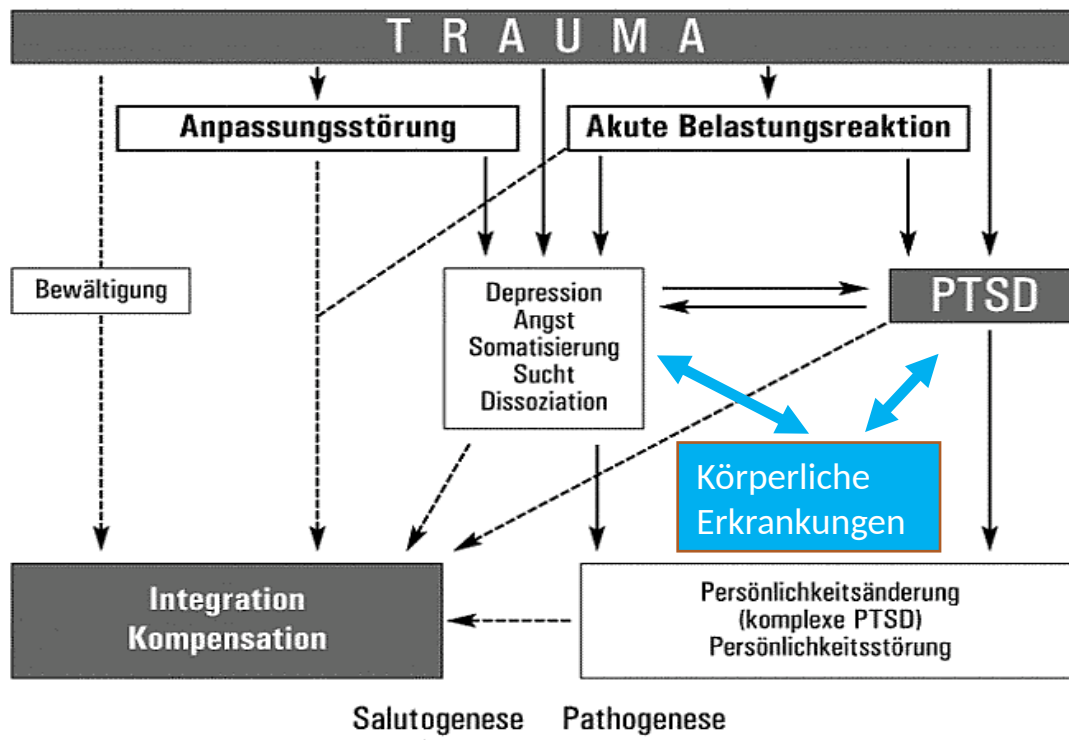 TRAUMA
Anpassungsstörung
Akute Belastungsreaktion
Bewältigung
Depression
Angst
Somatisierung
Sucht
Dissoziation
PTSD
Körperliche
Erkrankungen
Integration
Kompensation
Persönlichkeitsänderung
(komplexe PTSD)
Persönlichkeitsstörung
Salutogenese Pathogenese